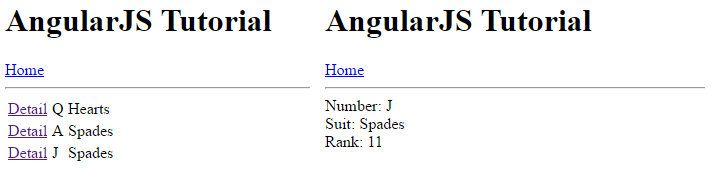 AngularJS Tutorial
Home
Detail Q Hearts
Detail A Spades
Detail J Spades
AngularJS Tutorial
Home
Number: J
Suit: Spades
Rank: 11